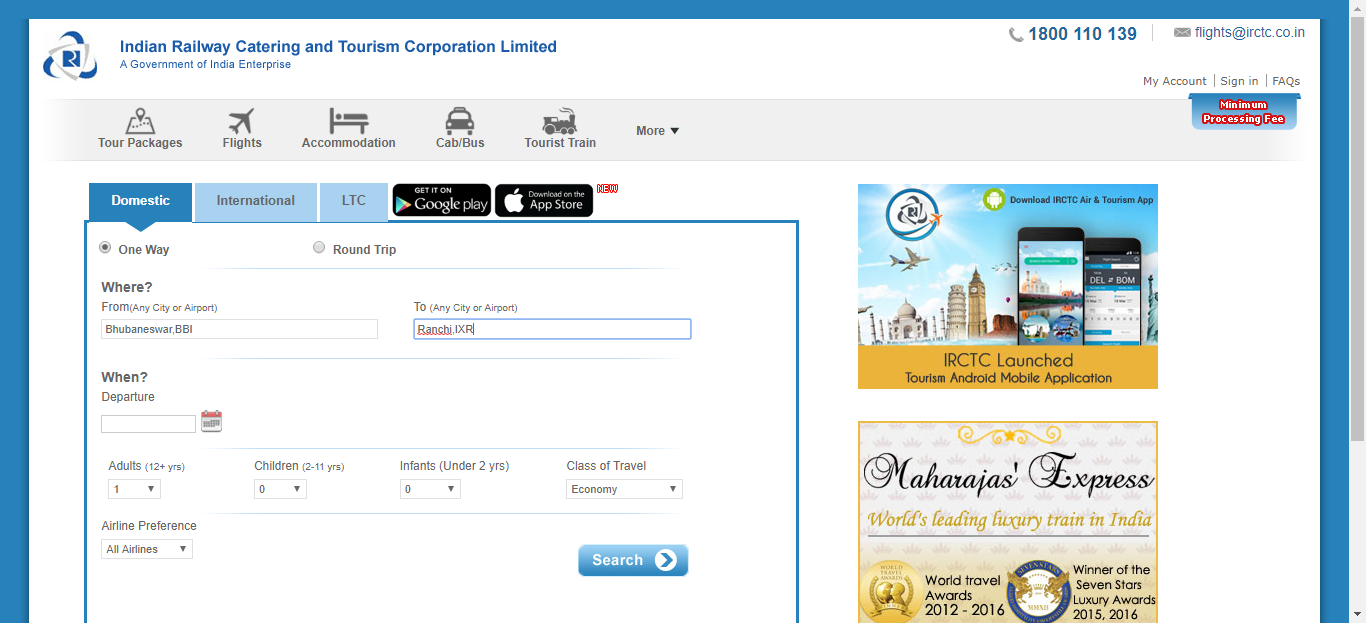 Indian Railway Catering and Tourism Corporation Limited
A Government of India Enterprise
1800 110 139
flights@irctc.co.in
My Account
Sign in
FAQs
Minimum
Processing Fee
Tour Packages
Flights
Accommodation
Cab/Bus
Tourist Train
More ▼
Domestic
International
LTC
GET IT ON
Google play
Download on the
App Store
NEW
One Way
Round Trip
Where?
From(Any City or Airport)
To (Any City or Airport)
Bhubaneswar,BBI
Ranchi,IXR
When?
Departure
Adults (12+ yrs)
Children (2-11 yrs)
Infants (Under 2 yrs)
Class of Travel
1
0
0
Economy
Airline Preference
All Airlines
Search
Download IRCTC Air & Tourism App
DEL
BOM
IRCTC Launched
Tourism Android Mobile Application
Maharajas' Express
World's leading luxury train in India
WORLD
TRAVEL
AWARDS
World travel
Awards
2012 - 2016
SEVEN STARS
MMXII
Winner of the
Seven Stars
Luxury Awards
2015, 2016